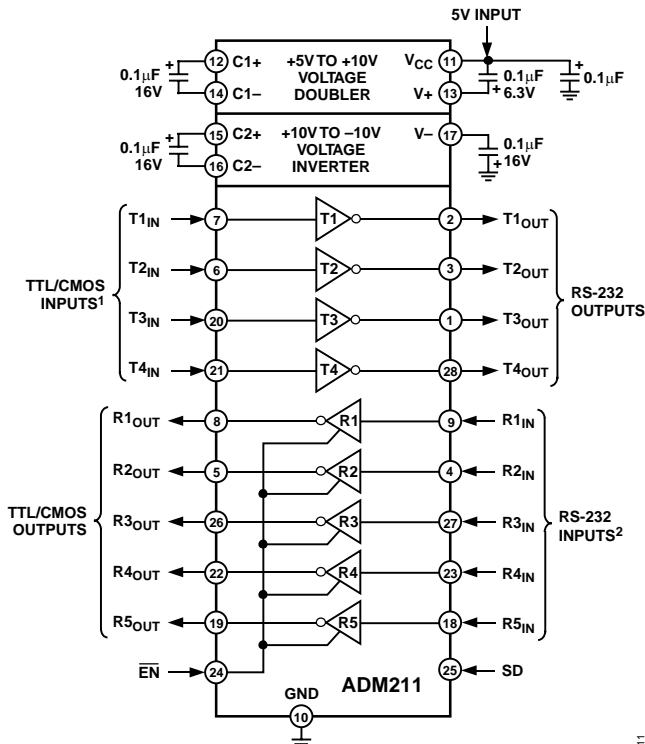 5V INPUT
0.1μF
16V
12 C1+
14 C1–
+5V TO +10V
VOLTAGE
DOUBLER
VCC 11
V+ 13
0.1μF
6.3V
0.1μF
0.1μF
16V
15 C2+
16 C2–
+10V TO –10V
VOLTAGE
INVERTER
V– 17
0.1μF
16V
TTL/CMOS
INPUTS1
T1IN 7 T1 2 T1OUT
T2IN 6 T2 3 T2OUT
T3IN 20 T3 1 T3OUT
T4IN 21 T4 28 T4OUT
RS-232
OUTPUTS
TTL/CMOS
OUTPUTS
R1OUT 8 R1 9 R1IN
R2OUT 5 R2 4 R2IN
R3OUT 26 R3 27 R3IN
R4OUT 22 R4 23 R4IN
R5OUT 19 R5 18 R5IN
RS-232
INPUTS2
EN 24
25 SD
GND
10
ADM211
11